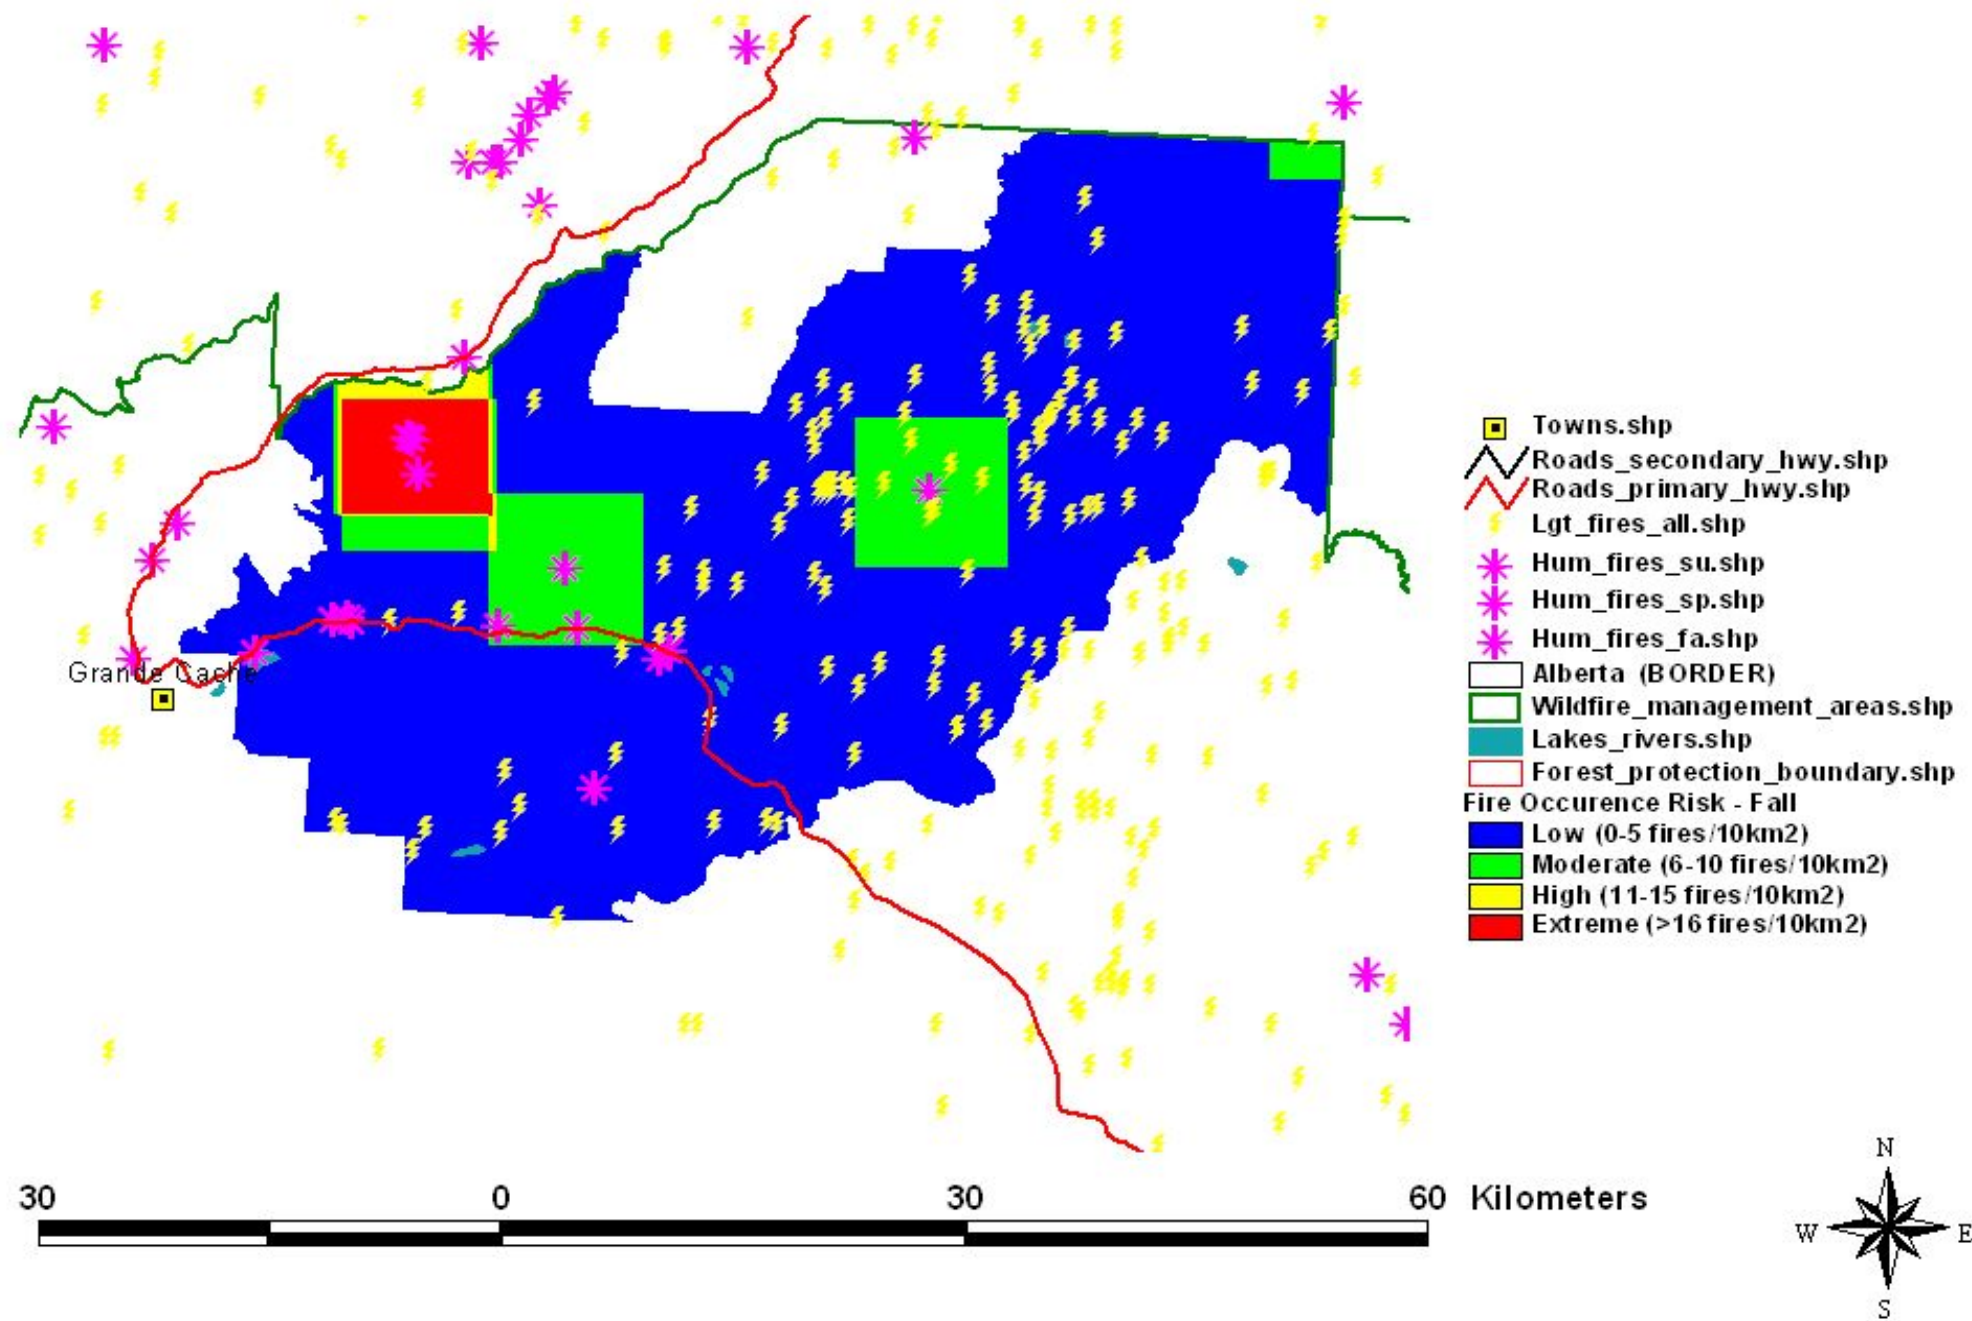 Grande Cache
Towns.shp
Roads_secondary_hwy.shp
Roads_primary_hwy.shp
Lgt_fires_all.shp
Hum_fires_su.shp
Hum_fires_sp.shp
Hum_fires_fa.shp
Alberta (BORDER)
Wildfire_management_areas.shp
Lakes_rivers.shp
Forest_protection_boundary.shp
Fire Occurence Risk - Fall
Low (0-5 fires/10km2)
Moderate (6-10 fires/10km2)
High (11-15 fires/10km2)
Extreme (>16 fires/10km2)
30 0 30 60 Kilometers
N
W E
S